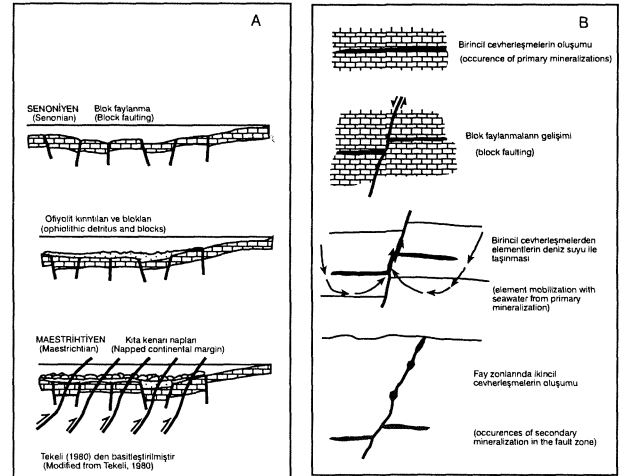 A
SENONİYEN Blok faylanma
(Senonian) (Block faulting)
Ofiyolit kırıntıları ve blokları
(ophiolithic detritus and blocks)
MAESTRİHTİYEN Kıta kenarı napları
(Maestrichtian) (Napped continental margin)
Tekeli (1980) den basitleştirilmiştir
(Modified from Tekeli, 1980)
B
Birincil cevherleşmelerin oluşumu
(occurence of primary mineralizations)
Blok faylanmaların gelişimi
(block faulting)
Birincil cevherleşmelerden
elementlerin deniz suyu ile
taşınması
(element mobilization with
seawater from primary
mineralization)
Fay zonlarında ikincil
cevherleşmelerin oluşumu
(occurences of secondary
mineralization in the fault zone)